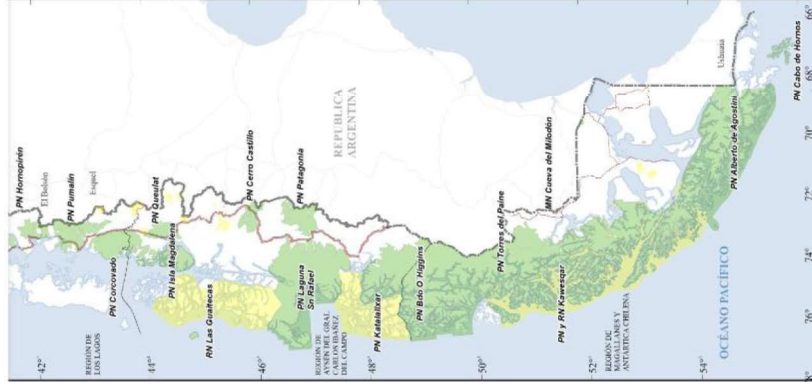 PN Hornopirén
El Bolsón
PN Pumalín
Esquel
PN Queulat
PN Cerro Castillo
PN Patagonia
REPUBLICA
ARGENTINA
PN Torres del Paine
MN Cueva del Milodón
Ushuaia
PN Cabo de Hornos
PN Alberto de Agostini
PN Corcovado
PN Isla Magdalena
RN Las Guaitecas
PN Laguna
Sn Rafael
PN Katalalixar
PN Bdo O Higgins
PN y RN Kawesqar
REGIÓN DE
LOS LAGOS
REGIÓN DE
AYSÉN DEL GRAL
CARLOS IBAÑEZ
DEL CAMPO
REGIÓN DE
MAGALLANES Y
ANTÁRTICA CHILENA
OCÉANO PACÍFICO
-42°
-44°
-46°
-48°
-50°
-52°
-54°
76°
74°
72°
70°
68°
66°